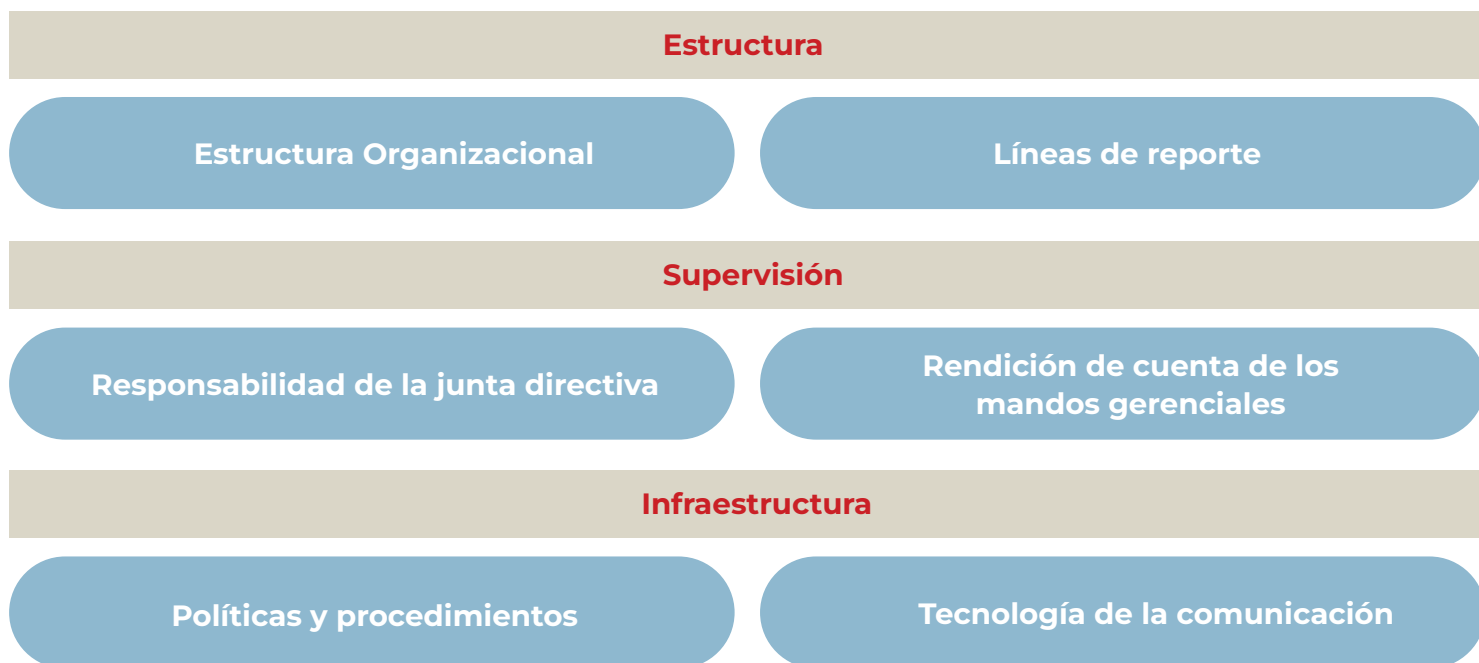 Estructura
Estructura Organizacional
Líneas de reporte
Supervisión
Responsabilidad de la junta directiva
Rendición de cuenta de los
mandos gerenciales
Infraestructura
Políticas y procedimientos
Tecnología de la comunicación